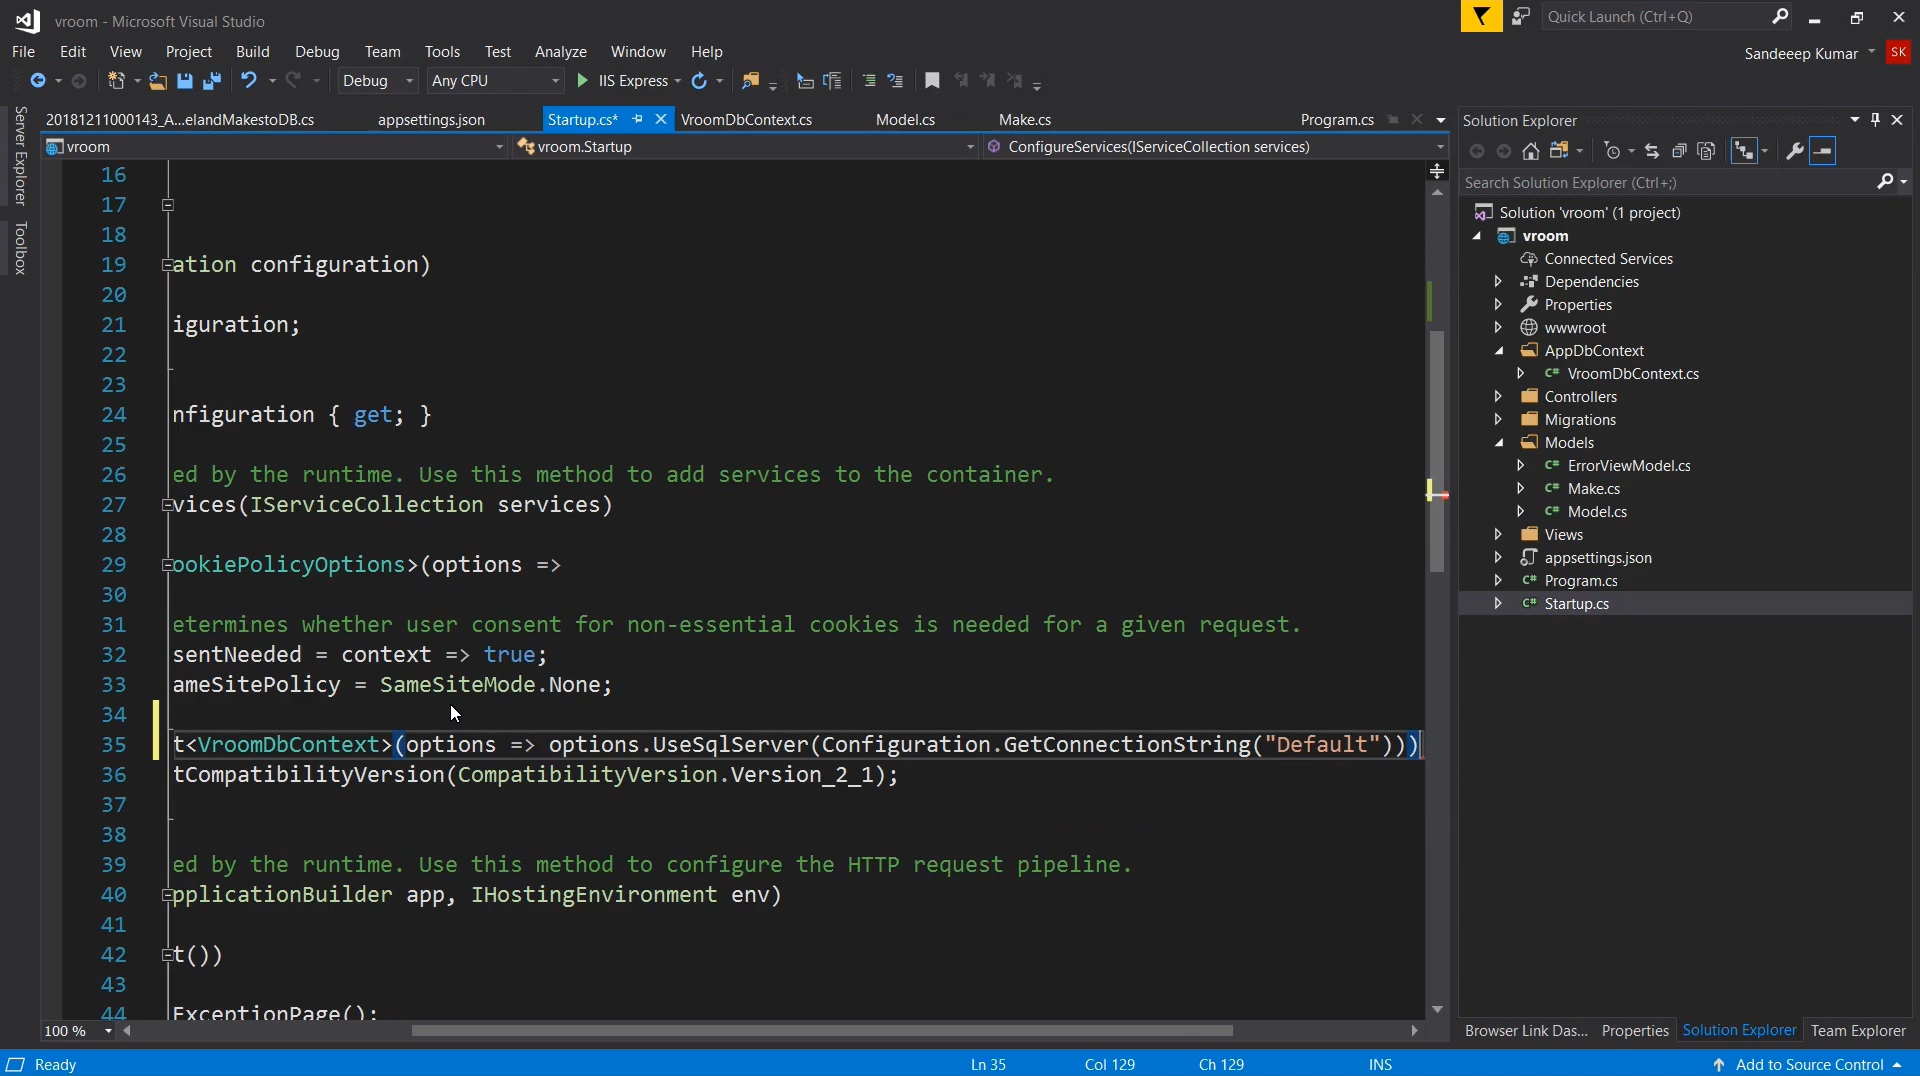 vroom - Microsoft Visual Studio
Quick Launch (Ctrl+Q)
File Edit View Project Build Debug Team Tools Test Analyze Window Help
Sandeeep Kumar SK
Debug Any CPU IIS Express
20181211000143_A...elandMakestoDB.cs appsettings.json Startup.cs* VroomDbContext.cs Model.cs Make.cs Program.cs
vroom vroom.Startup ConfigureServices(IServiceCollection services)
Server Explorer
Toolbox
16
17
18
19 ation configuration)
20
21 iguration;
22
23
24 nfiguration { get; }
25
26 ed by the runtime. Use this method to add services to the container.
27 vices(IServiceCollection services)
28
29 ookiePolicyOptions>(options =>
30
31 etermines whether user consent for non-essential cookies is needed for a given request.
32 sentNeeded = context => true;
33 ameSitePolicy = SameSiteMode.None;
34
35 t<VroomDbContext>(options => options.UseSqlServer(Configuration.GetConnectionString("Default")))
36 tCompatibilityVersion(CompatibilityVersion.Version_2_1);
37
38
39 ed by the runtime. Use this method to configure the HTTP request pipeline.
40 pplicationBuilder app, IHostingEnvironment env)
41
42 t())
43
44 ExceptionPage();
100 %
Solution Explorer
Search Solution Explorer (Ctrl+;)
Solution 'vroom' (1 project)
vroom
Connected Services
Dependencies
Properties
wwwroot
AppDbContext
C# VroomDbContext.cs
Controllers
Migrations
Models
C# ErrorViewModel.cs
C# Make.cs
C# Model.cs
Views
appsettings.json
C# Program.cs
C# Startup.cs
Browser Link Das... Properties Solution Explorer Team Explorer
Ready Ln 35 Col 129 Ch 129 INS Add to Source Control